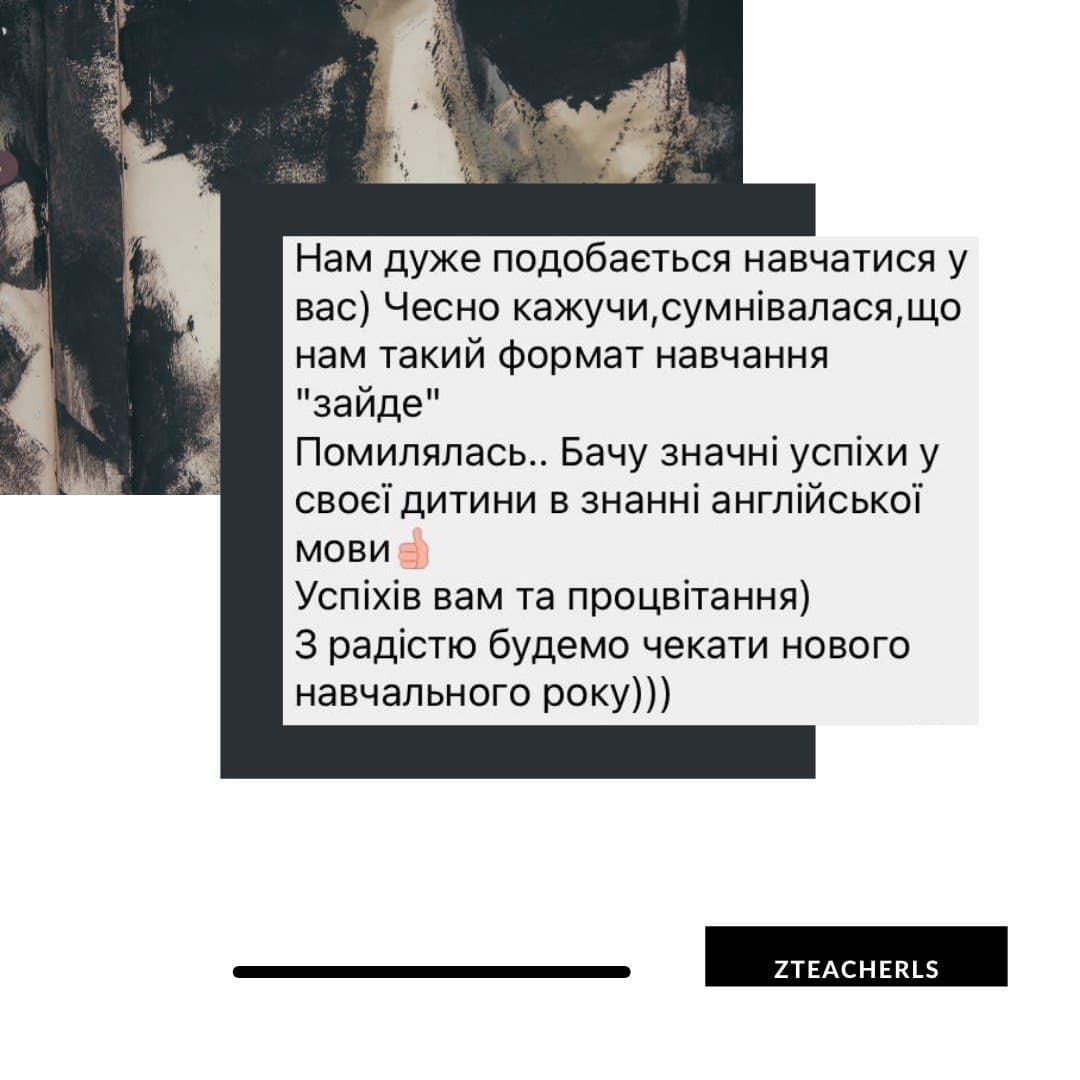 Нам дуже подобається навчатися у
вас) Чесно кажучи,сумнівалася,що
нам такий формат навчання
"зайде"
Помилялась.. Бачу значні успіхи у
своєї дитини в знанні англійської
мови👍
Успіхів вам та процвітання)
З радістю будемо чекати нового
навчального року)))
ZTEACHERLS